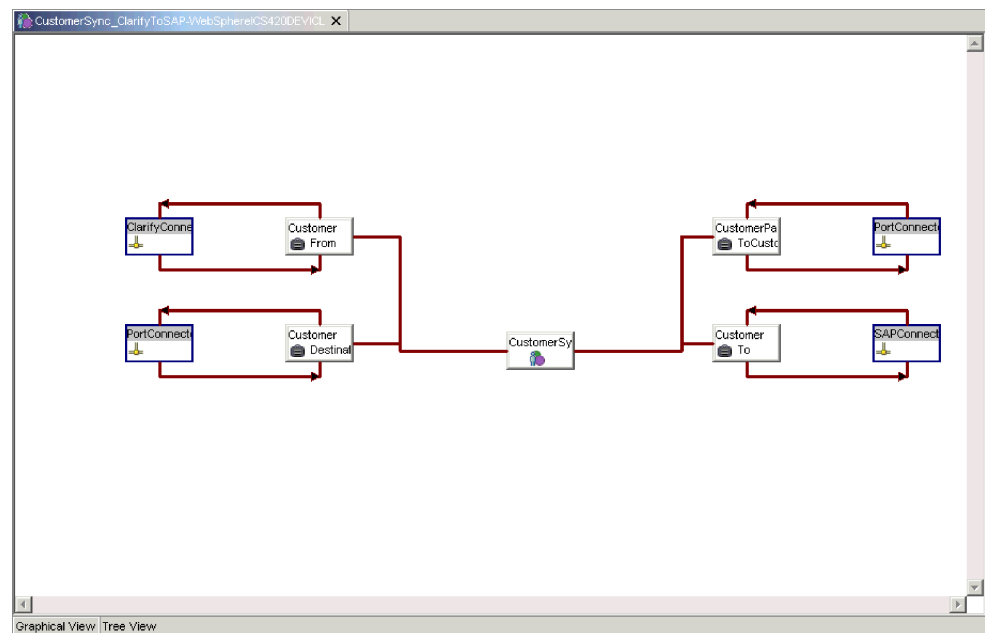 CustomerSync_ClarifyToSAP-WebSphereICS420DEVICL X
ClarifyConne
Customer
From
CustomerPa
ToCusto
PortConnecto
PortConnecto
Customer
Destinat
CustomerSy
Customer
To
SAPConnect
Graphical View Tree View